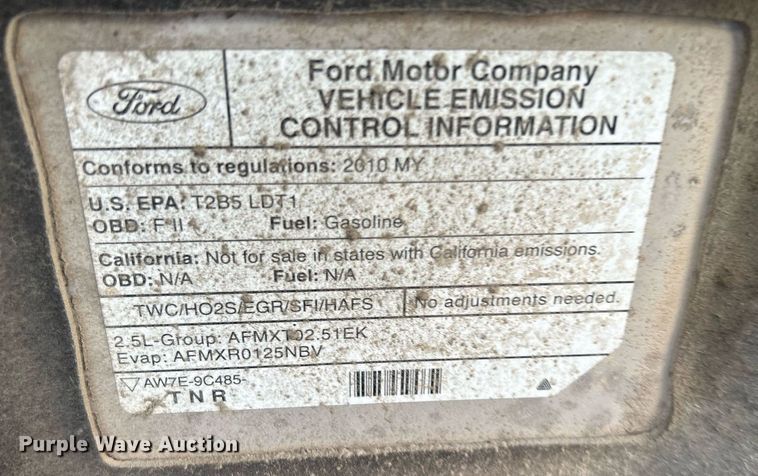 Ford
Ford Motor Company
VEHICLE EMISSION
CONTROL INFORMATION
Conforms to regulations: 2010 MY
U.S. EPA: T2B5 LDT1
OBD: F II Fuel: Gasoline
California: Not for sale in states with California emissions.
OBD: N/A Fuel: N/A
TWC/HO2S/EGR/SFI/HAFS No adjustments needed.
2.5L-Group: AFMXT02.51EK
Evap: AFMXR0125NBV
AW7E-9C485-
TNR
Purple Wave Auction